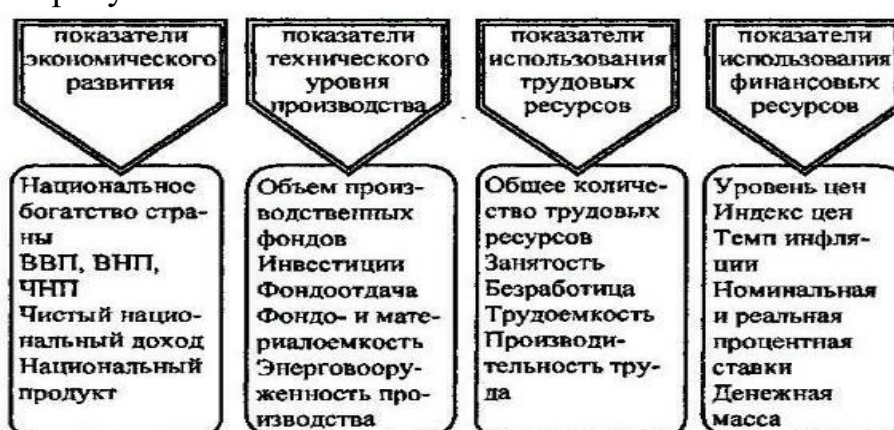 показатели
экономического
развития
показатели
технического
уровня
производства
показатели
использования
трудовых
ресурсов
показатели
использования
финансовых
ресурсов
Национальное
богатство стра-
ны
ВВП, ВНП,
ЧНП
Чистый нацио-
нальный доход
Национальный
продукт
Объем произ-
водственных
фондов
Инвестиции
Фондоотдача
Фондо- и мате-
риалоемкость
Энерговоору-
женность про-
изводства
Общее количе-
ство трудовых
ресурсов
Занятость
Безработица
Трудоемкость
Производи-
тельность тру-
да
Уровень цен
Индекс цен
Темп инфля-
ции
Номинальная
и реальная
процентная
ставки
Денежная
масса